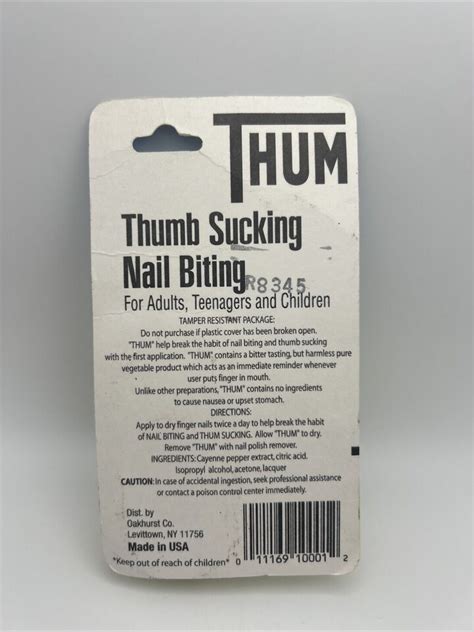 THUM
Thumb Sucking
Nail Biting
R8345
For Adults, Teenagers and Children
TAMPER RESISTANT PACKAGE:
Do not purchase if plastic cover has been broken open.
"THUM" help break the habit of nail biting and thumb sucking
with the first application. "THUM" contains a bitter tasting, but harmless pure
vegetable product which acts as an immediate reminder whenever
user puts finger in mouth.
Unlike other preparations, "THUM" contains no ingredients
to cause nausea or upset stomach.
DIRECTIONS:
Apply to dry finger nails twice a day to help break the habit
of NAIL BITING and THUM SUCKING. Allow "THUM" to dry.
Remove "THUM" with nail polish remover.
INGREDIENTS: Cayenne pepper extract, citric acid.
Isopropyl alcohol, acetone, lacquer
CAUTION: In case of accidental ingestion, seek professional assistance
or contact a poison control center immediately.
Dist. by
Oakhurst Co.
Levittown, NY 11756
Made in USA
*Keep out of reach of children*
0 11169 10001 2